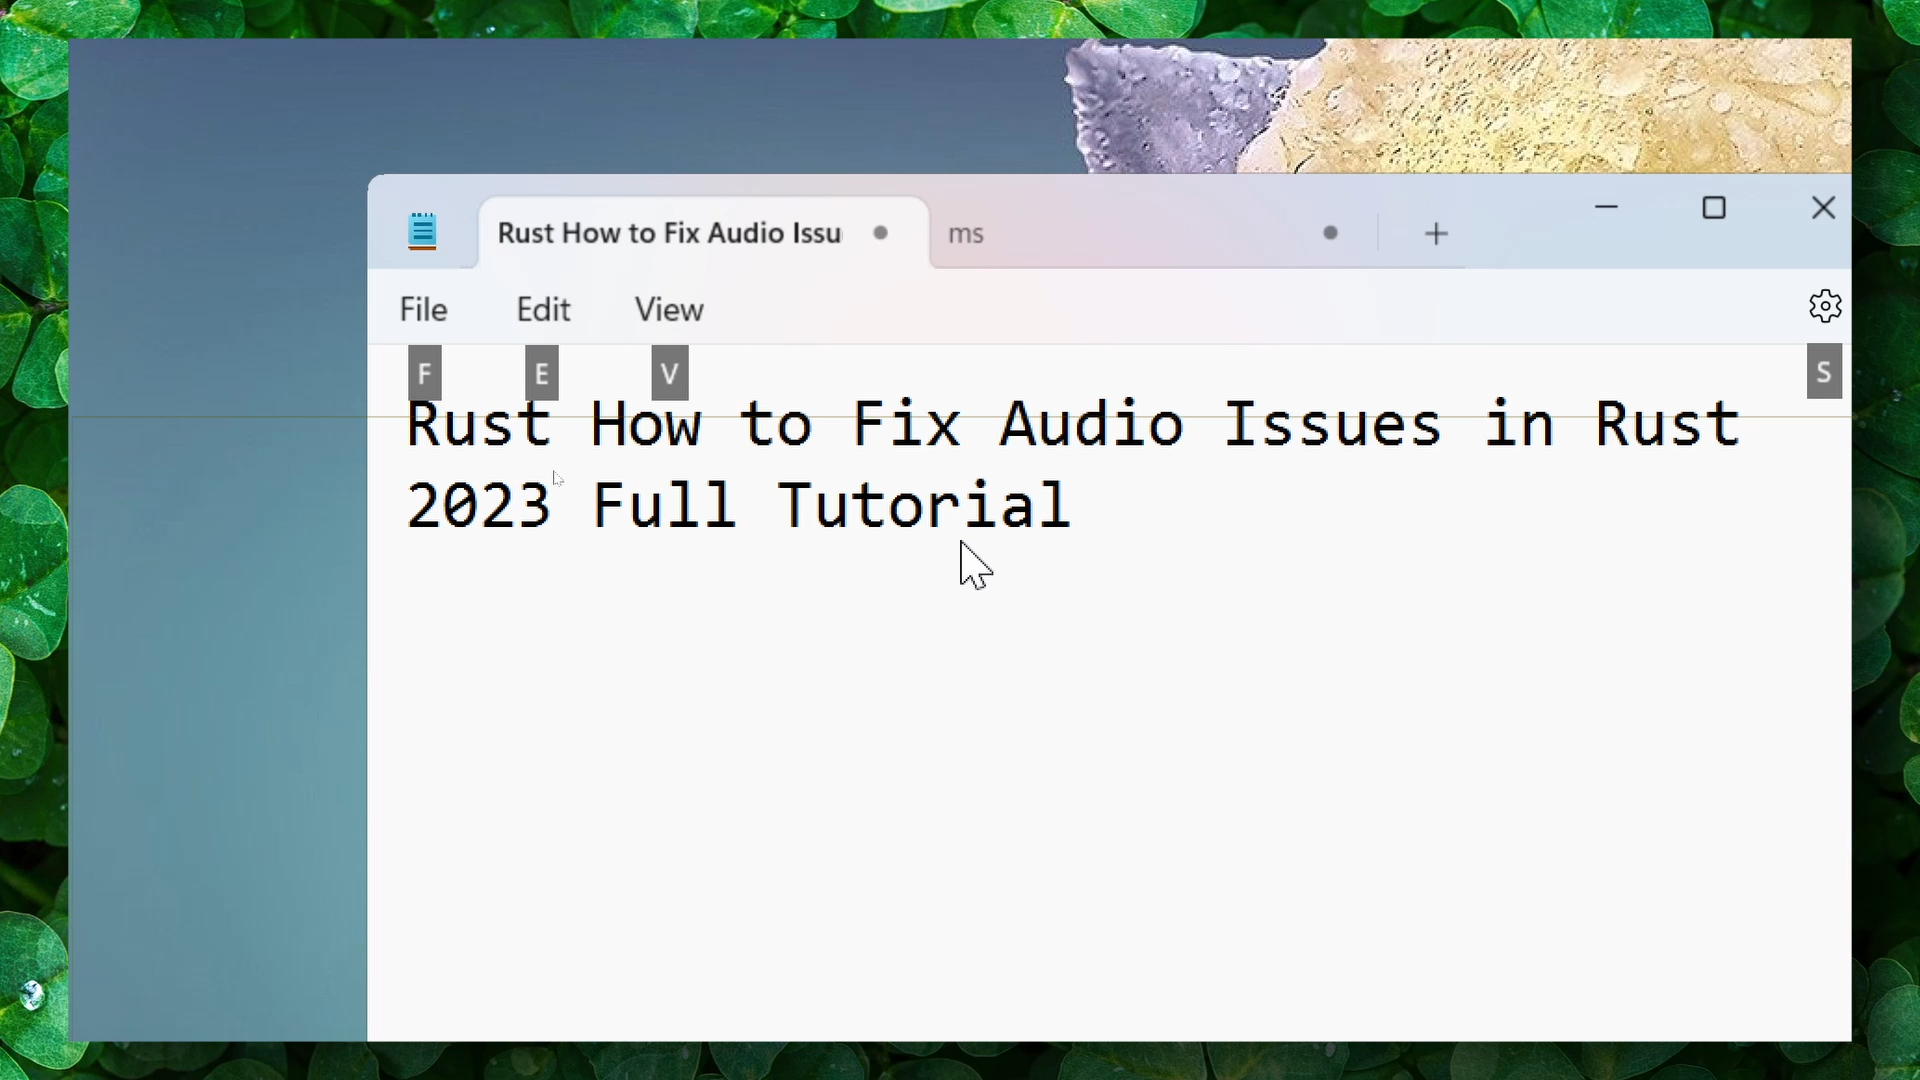 Rust How to Fix Audio Issu
ms
File Edit View
F E V S
Rust How to Fix Audio Issues in Rust
2023 Full Tutorial